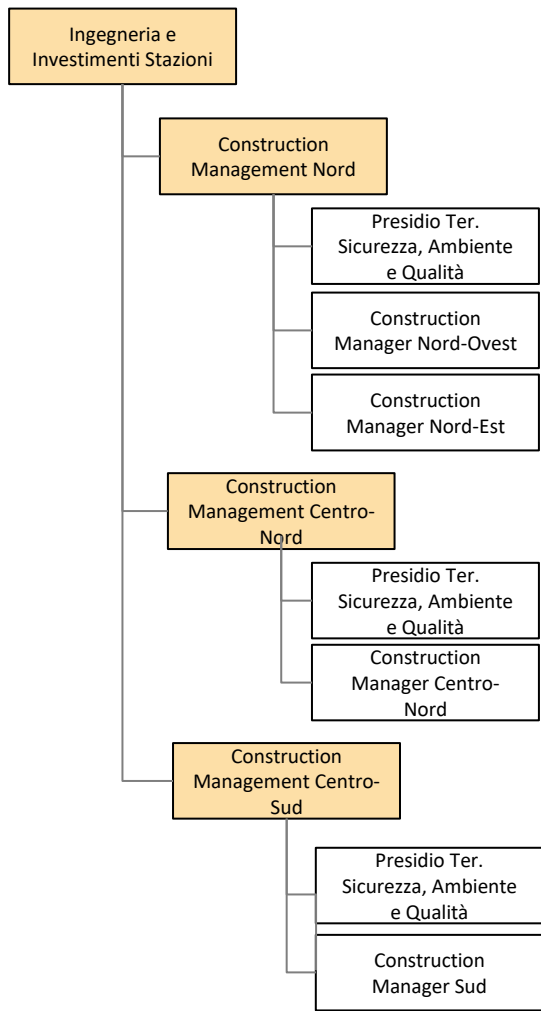 Ingegneria e
Investimenti Stazioni
Construction
Management Nord
Presidio Ter.
Sicurezza, Ambiente
e Qualità
Construction
Manager Nord-Ovest
Construction
Manager Nord-Est
Construction
Management Centro-
Nord
Presidio Ter.
Sicurezza, Ambiente
e Qualità
Construction
Manager Centro-
Nord
Construction
Management Centro-
Sud
Presidio Ter.
Sicurezza, Ambiente
e Qualità
Construction
Manager Sud